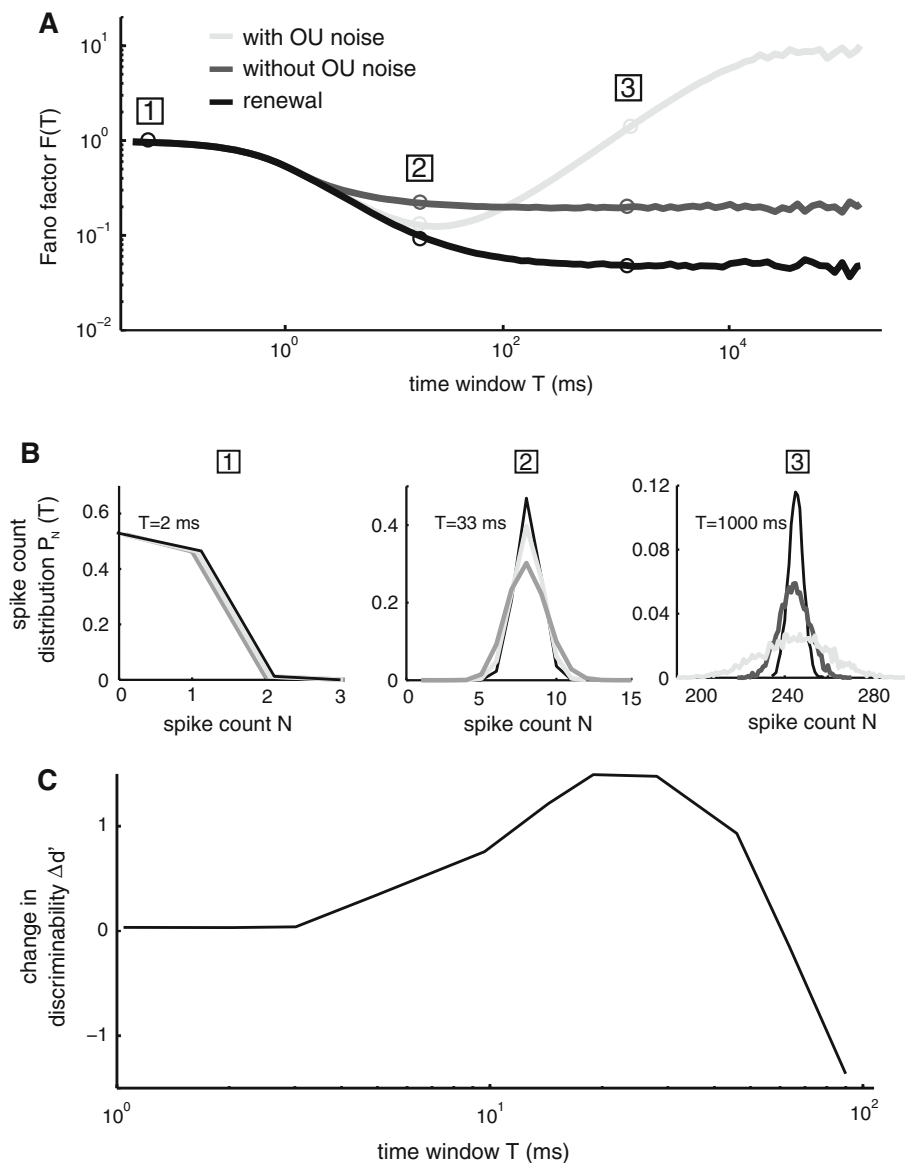 A
with OU noise
without OU noise
renewal
1
2
3
Fano factor F(T)
10^1
10^0
10^-1
10^-2
10^0
10^2
10^4
time window T (ms)
B
1
2
3
spike count
distribution P_N (T)
T=2 ms
0.6
0.4
0.2
0
0
1
2
3
spike count N
T=33 ms
0.4
0.2
0
0
5
10
15
spike count N
T=1000 ms
0.12
0.08
0.04
0
200
240
280
spike count N
C
change in
discriminability Δd'
1
0
−1
10^0
10^1
10^2
time window T (ms)